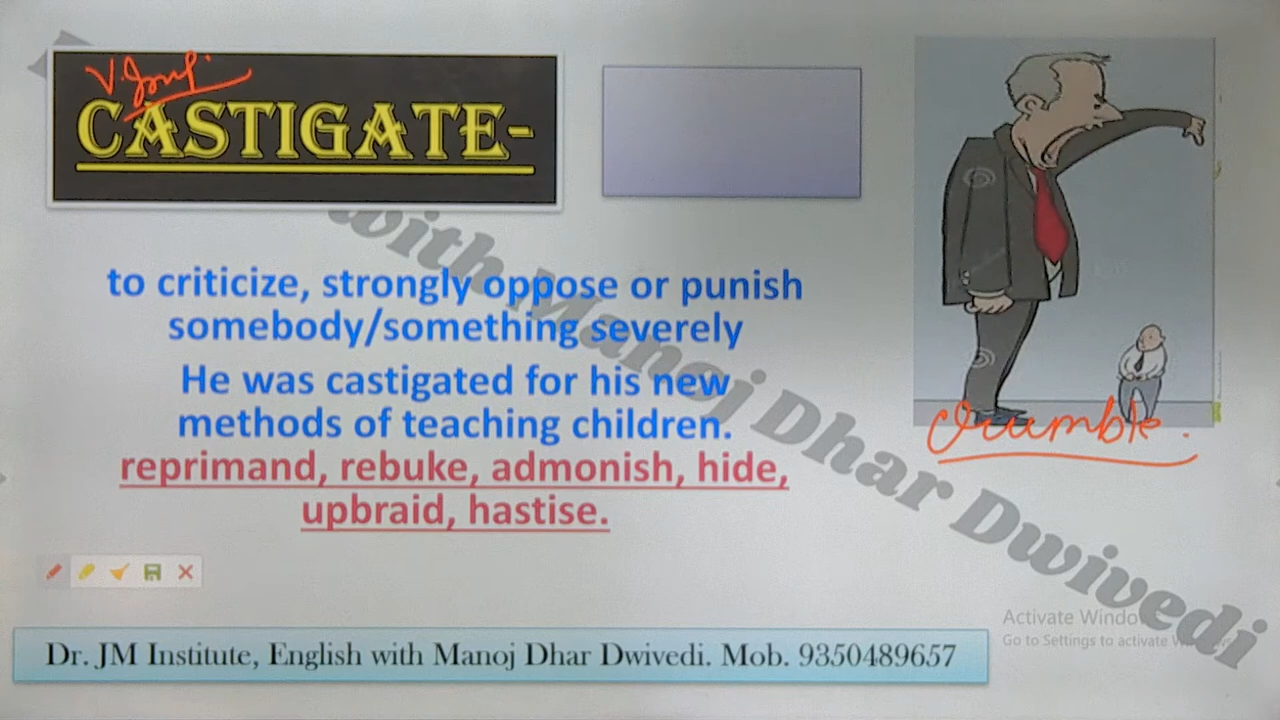 V. Imp.
CASTIGATE-
to criticize, strongly oppose or punish
somebody/something severely
He was castigated for his new
methods of teaching children.
reprimand, rebuke, admonish, hide,
upbraid, hastise.
with Manoj Dhar Dwivedi
Activate Windo
Go to Settings to activate W
Dr. JM Institute, English with Manoj Dhar Dwivedi. Mob. 9350489657